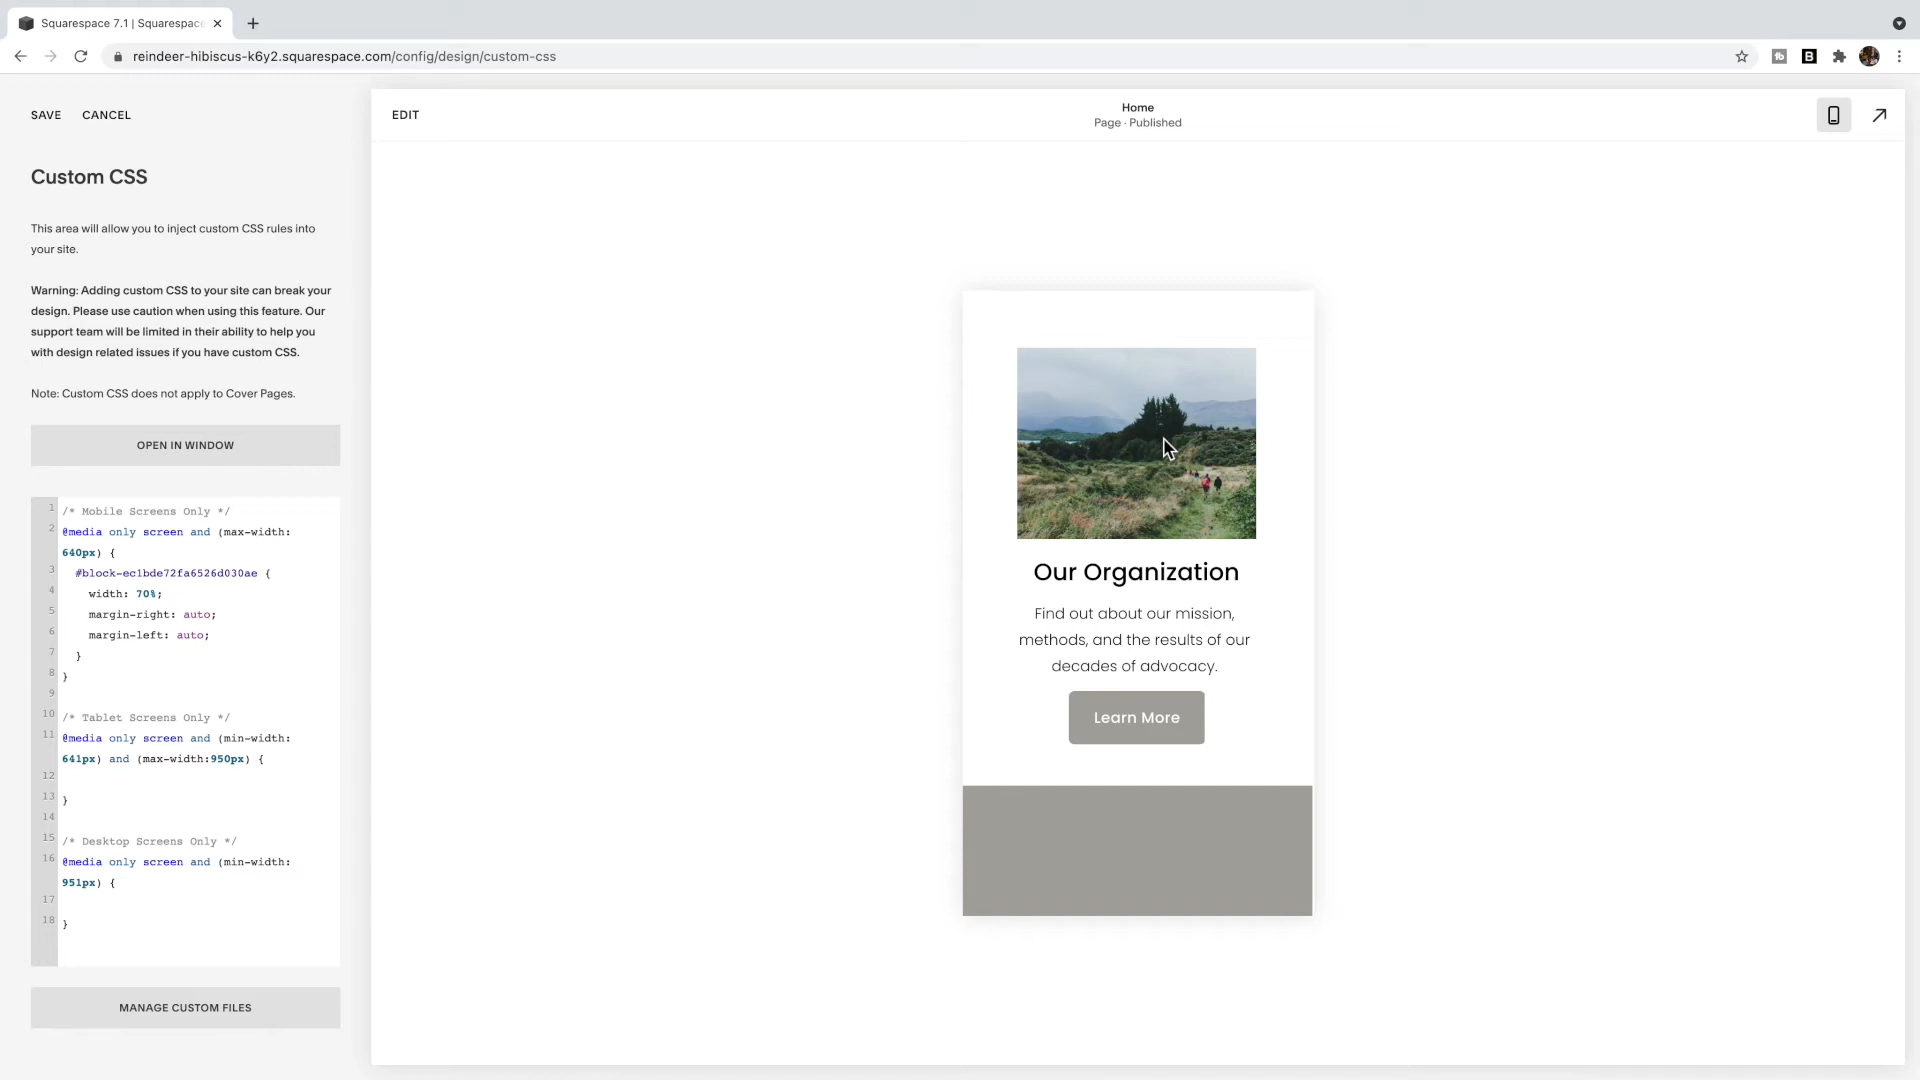 Squarespace 7.1 | Squarespac
reindeer-hibiscus-k6y2.squarespace.com/config/design/custom-css
tb
B
SAVE
CANCEL
EDIT
Home
Page · Published
Custom CSS
This area will allow you to inject custom CSS rules into
your site.
Warning: Adding custom CSS to your site can break your
design. Please use caution when using this feature. Our
support team will be limited in their ability to help you
with design related issues if you have custom CSS.
Note: Custom CSS does not apply to Cover Pages.
OPEN IN WINDOW
1 /* Mobile Screens Only */
2 @media only screen and (max-width:
640px) {
3 #block-ec1bde72fa6526d030ae {
4 width: 70%;
5 margin-right: auto;
6 margin-left: auto;
7 }
8 }
9
10 /* Tablet Screens Only */
11 @media only screen and (min-width:
641px) and (max-width:950px) {
12
13 }
14
15 /* Desktop Screens Only */
16 @media only screen and (min-width:
951px) {
17
18 }
MANAGE CUSTOM FILES
Our Organization
Find out about our mission,
methods, and the results of our
decades of advocacy.
Learn More